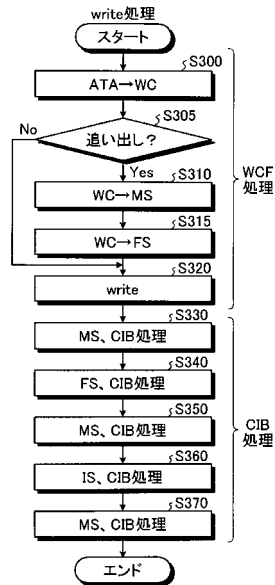 write処理
スタート
S300
ATA→WC
S305
No
追い出し?
Yes
S310
WC→MS
WCF
処理
S315
WC→FS
S320
write
S330
MS、CIB処理
S340
FS、CIB処理
S350
MS、CIB処理
CIB
処理
S360
IS、CIB処理
S370
MS、CIB処理
エンド